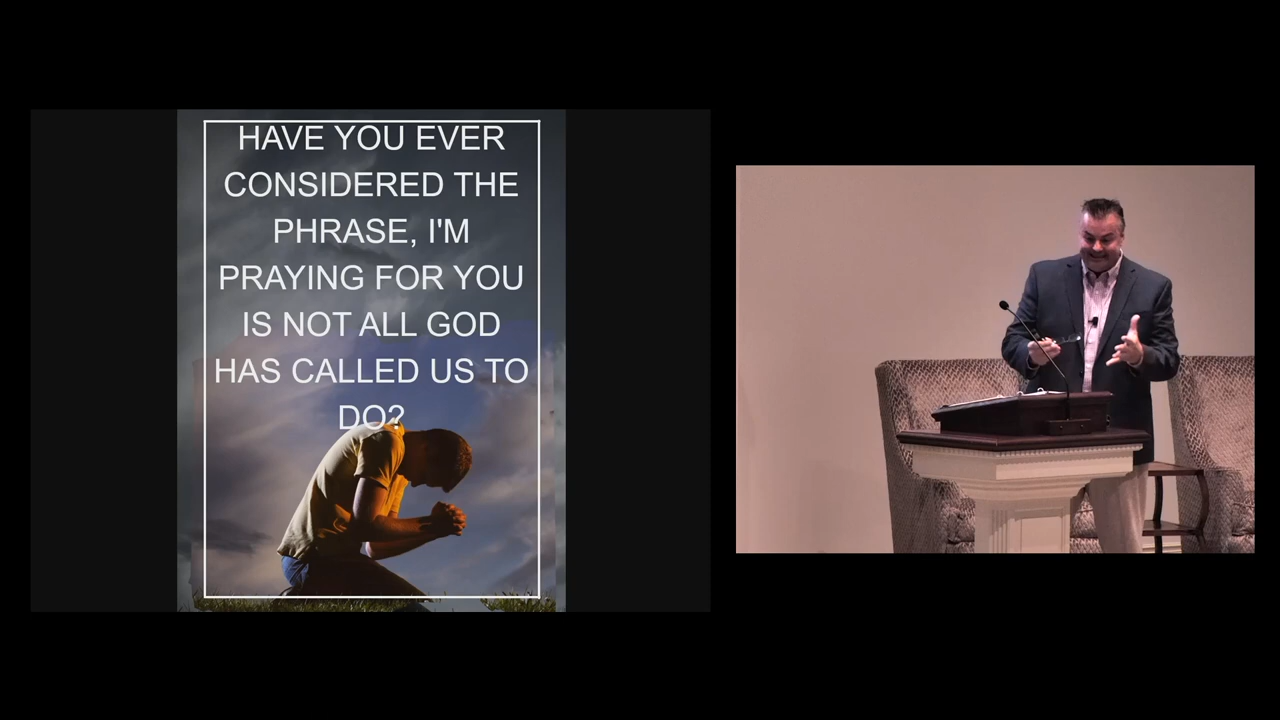 HAVE YOU EVER
CONSIDERED THE
PHRASE, I'M
PRAYING FOR YOU
IS NOT ALL GOD
HAS CALLED US TO
DO?